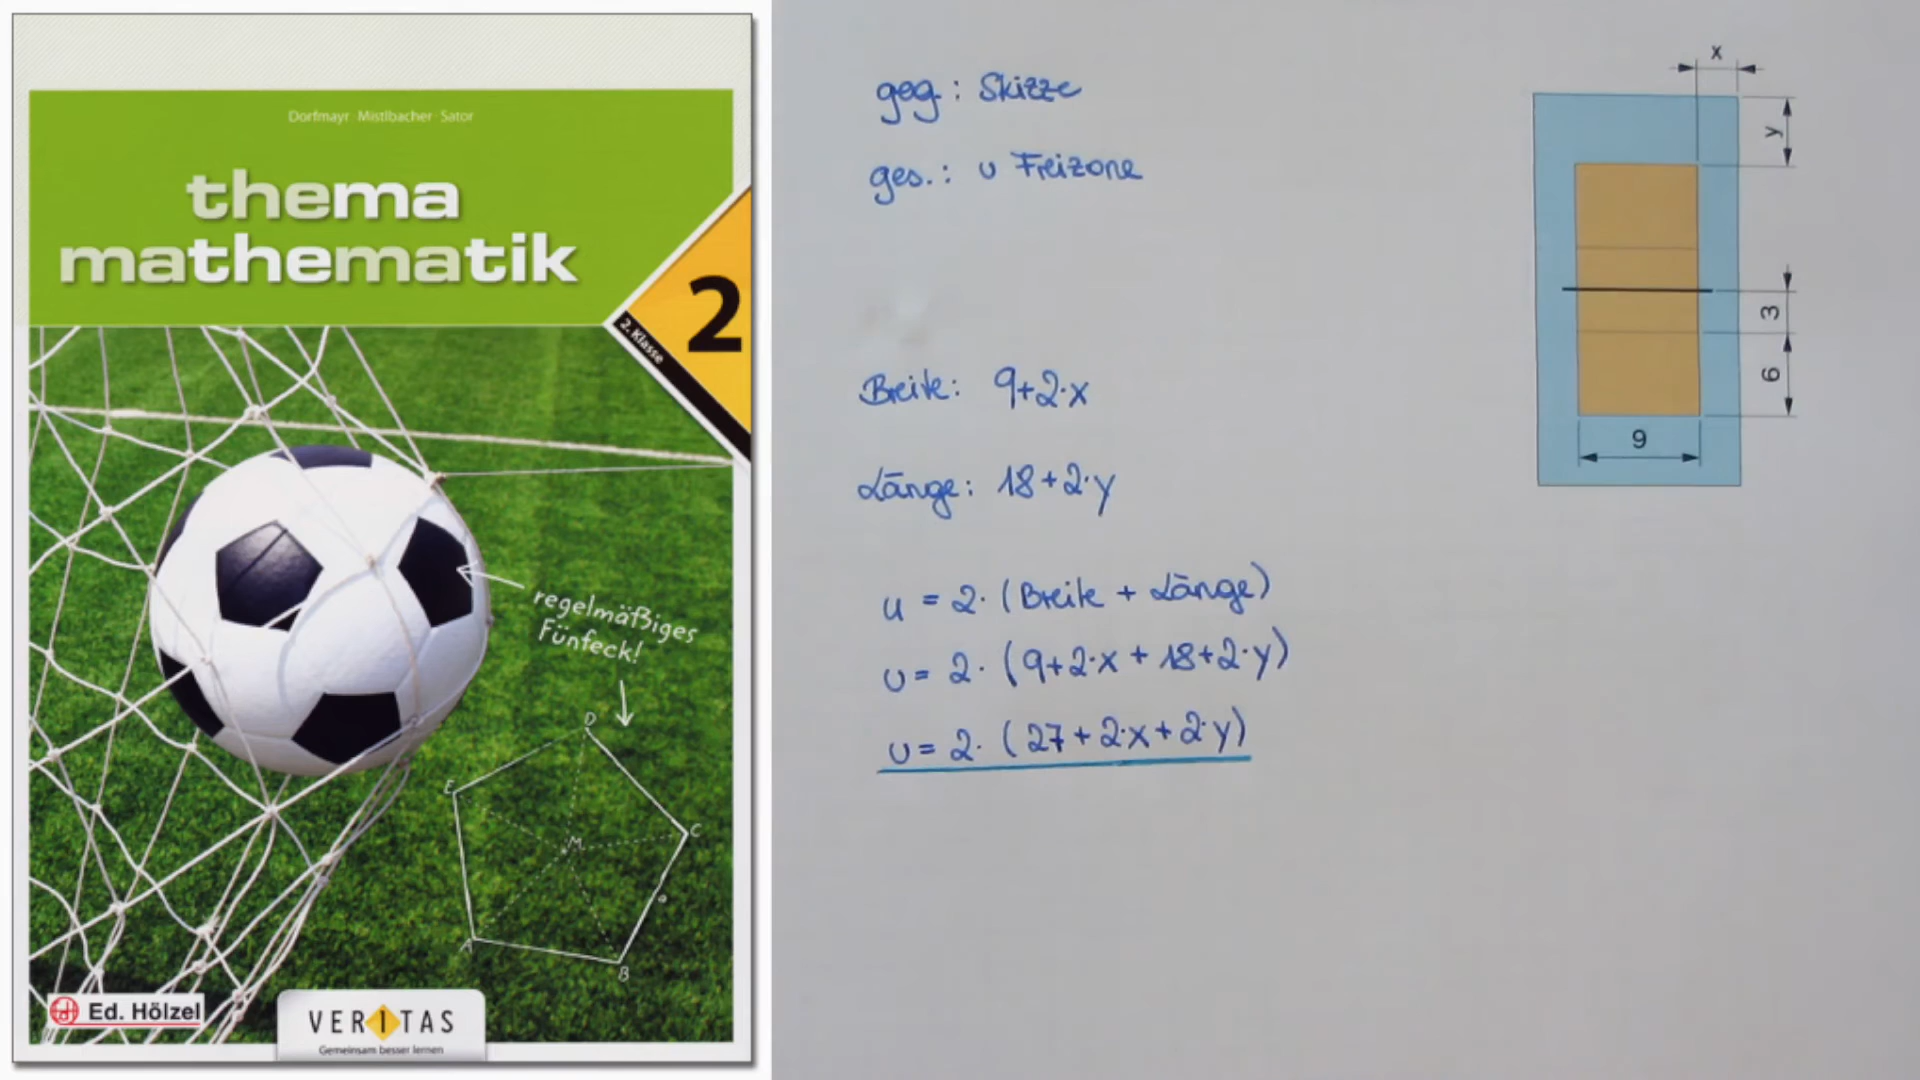 Dorfmayr · Mistlbacher · Sator
thema
mathematik
2
2. Klasse
regelmäßiges
Fünfeck!
D
E
C
M
a
A
B
Ed. Hölzel
VERITAS
Gemeinsam besser lernen
geg.: Skizze
ges.: u Freizone
Breite: 9+2·x
Länge: 18+2·y
u = 2·(Breite + Länge)
u = 2·(9+2·x + 18+2·y)
u = 2·(27+2·x+2·y)
x
y
3
6
9